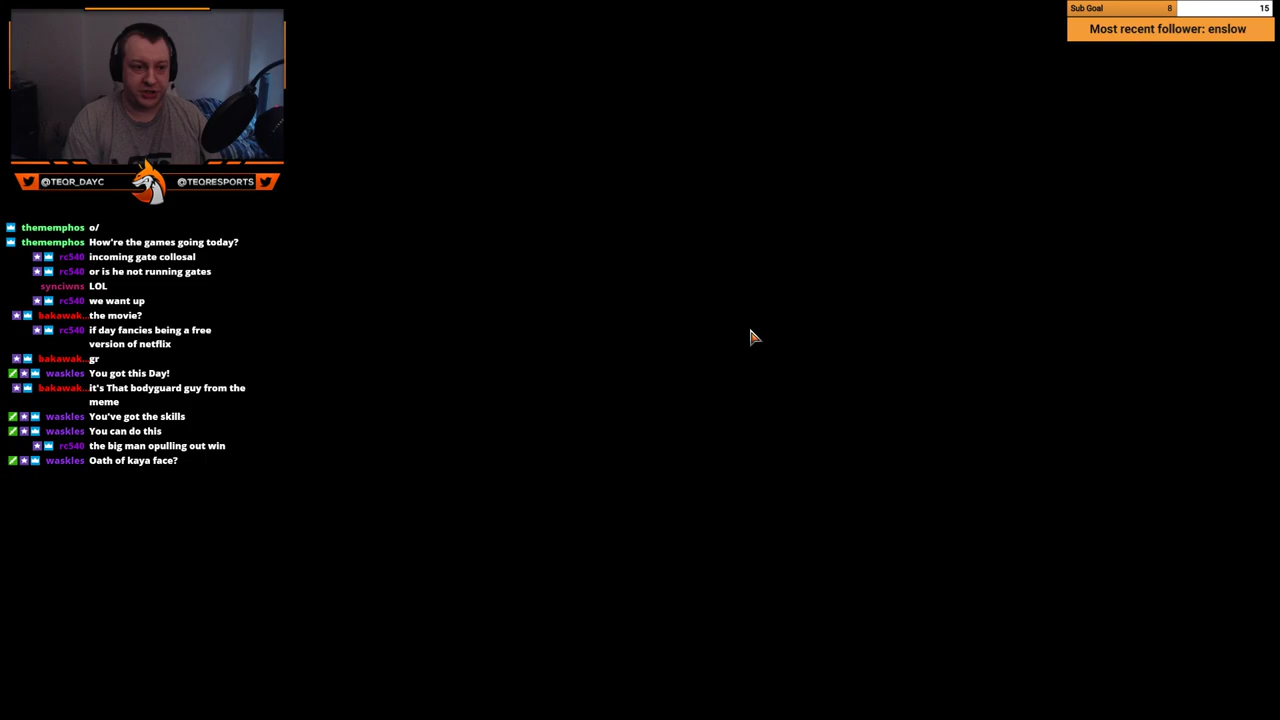 Sub Goal 8 15
Most recent follower: enslow
@TEQR_DAYC @TEQRESPORTS
thememphos o/
thememphos How're the games going today?
rc540 incoming gate collosal
rc540 or is he not running gates
synciwns LOL
rc540 we want up
bakawak... the movie?
rc540 if day fancies being a free
version of netflix
bakawak... gr
waskles You got this Day!
bakawak... it's That bodyguard guy from the
meme
waskles You've got the skills
waskles You can do this
rc540 the big man opulling out win
waskles Oath of kaya face?